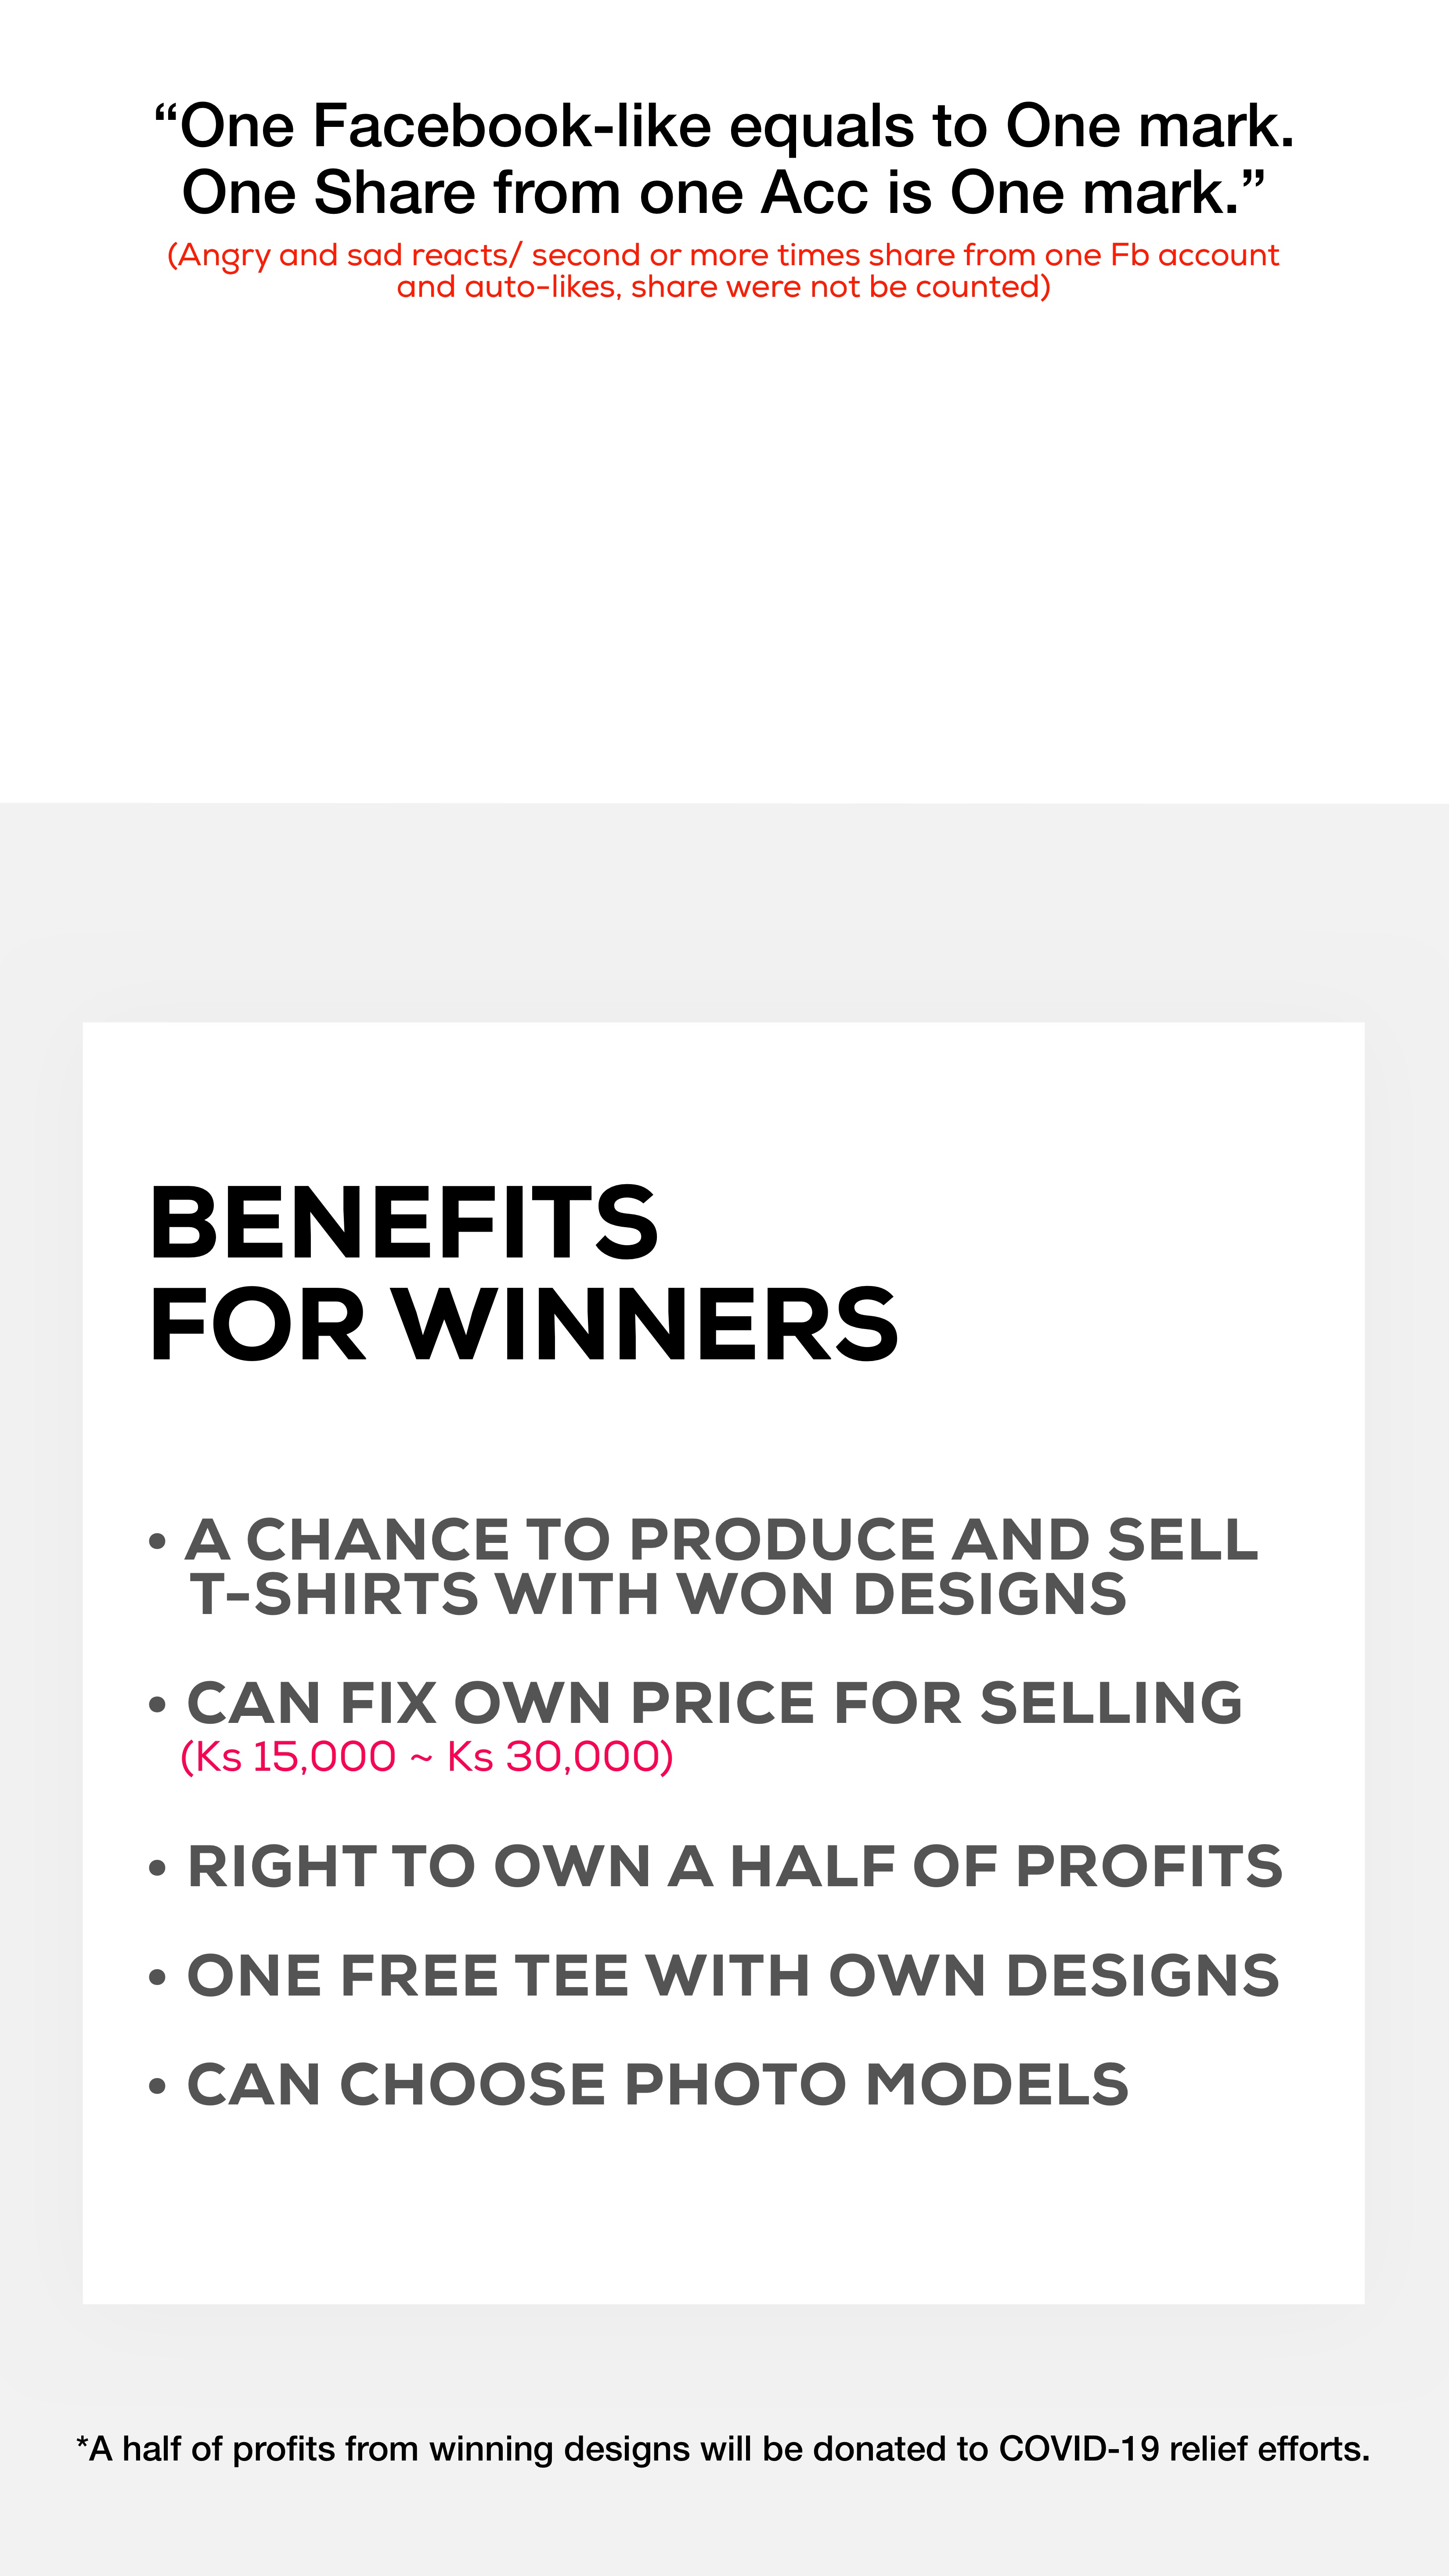 “One Facebook-like equals to One mark.
One Share from one Acc is One mark.”
(Angry and sad reacts/ second or more times share from one Fb account
and auto-likes, share were not be counted)
BENEFITS
FOR WINNERS
• A CHANCE TO PRODUCE AND SELL
T-SHIRTS WITH WON DESIGNS
• CAN FIX OWN PRICE FOR SELLING
(Ks 15,000 ~ Ks 30,000)
• RIGHT TO OWN A HALF OF PROFITS
• ONE FREE TEE WITH OWN DESIGNS
• CAN CHOOSE PHOTO MODELS
*A half of profits from winning designs will be donated to COVID-19 relief efforts.